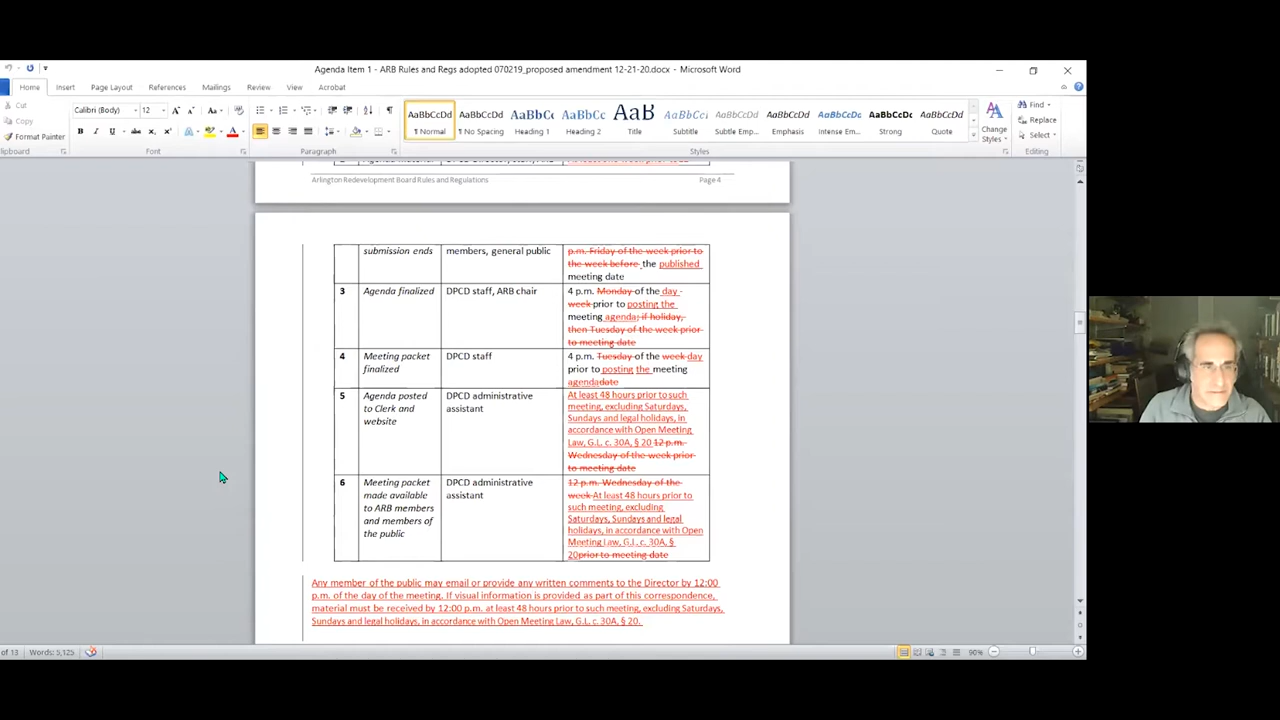 Agenda Item 1 - ARB Rules and Regs adopted 070219_proposed amendment 12-21-20.docx - Microsoft Word
Home Insert Page Layout References Mailings Review View Acrobat
Cut
Copy
Format Painter
Calibri (Body) 12
Clipboard Font Paragraph Styles Editing
AaBbCcDd AaBbCcDd AaBbCc AaBbCc AaB AaBbCc AaBbCcDd AaBbCcDd AaBbCcDd AaBbCcDd AaBbCcDd
¶ Normal ¶ No Spacing Heading 1 Heading 2 Title Subtitle Subtle Emp... Emphasis Intense Em... Strong Quote
Change Styles
Find
Replace
Select
Arlington Redevelopment Board Rules and Regulations Page 4
submission ends
members, general public
p.m. Friday of the week prior to
the week before the published
meeting date
3 Agenda finalized
DPCD staff, ARB chair
4 p.m. Monday of the day
week prior to posting the
meeting agenda; if holiday,
then Tuesday of the week prior
to meeting date
4 Meeting packet
finalized
DPCD staff
4 p.m. Tuesday of the week day
prior to posting the meeting
agendadate
5 Agenda posted
to Clerk and
website
DPCD administrative
assistant
At least 48 hours prior to such
meeting, excluding Saturdays,
Sundays and legal holidays, in
accordance with Open Meeting
Law, G.L. c. 30A, § 20 12 p.m.
Wednesday of the week prior
to meeting date
6 Meeting packet
made available
to ARB members
and members of
the public
DPCD administrative
assistant
12 p.m. Wednesday of the
week At least 48 hours prior to
such meeting, excluding
Saturdays, Sundays and legal
holidays, in accordance with Open
Meeting Law, G.L. c. 30A, §
20prior to meeting date
Any member of the public may email or provide any written comments to the Director by 12:00
p.m. of the day of the meeting. If visual information is provided as part of this correspondence,
material must be received by 12:00 p.m. at least 48 hours prior to such meeting, excluding Saturdays,
Sundays and legal holidays, in accordance with Open Meeting Law, G.L. c. 30A, § 20.
of 13 Words: 5,125 90%